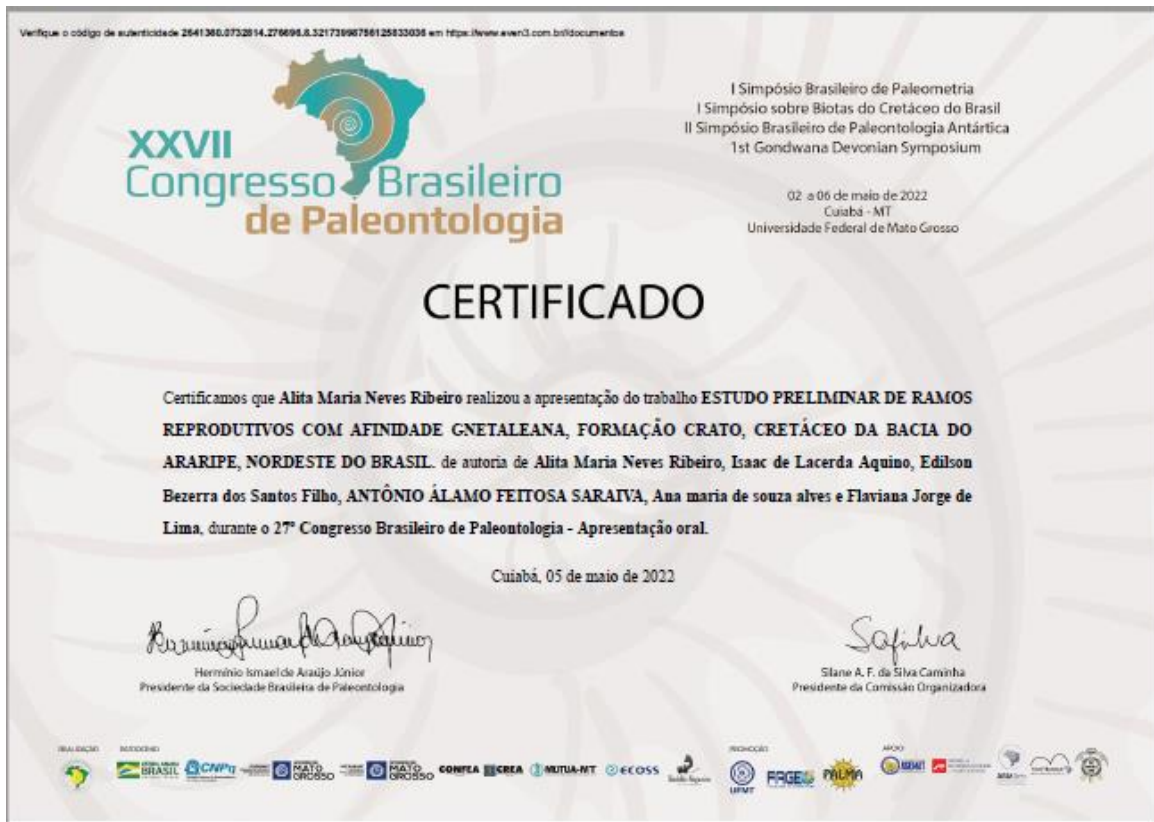 Verifique o código de autenticidade 2641380.0732814.276696.8.32173998756125833036 em https://www.even3.com.br//documentos
XXVII
Congresso Brasileiro
de Paleontologia
I Simpósio Brasileiro de Paleometria
I Simpósio sobre Biotas do Cretáceo do Brasil
II Simpósio Brasileiro de Paleontologia Antártica
1st Gondwana Devonian Symposium
02 a 06 de maio de 2022
Cuiabá - MT
Universidade Federal de Mato Grosso
CERTIFICADO
Certificamos que Alita Maria Neves Ribeiro realizou a apresentação do trabalho ESTUDO PRELIMINAR DE RAMOS
REPRODUTIVOS COM AFINIDADE GNETALEANA, FORMAÇÃO CRATO, CRETÁCEO DA BACIA DO
ARARIPE, NORDESTE DO BRASIL. de autoria de Alita Maria Neves Ribeiro, Isaac de Lacerda Aquino, Edilson
Bezerra dos Santos Filho, ANTÔNIO ÁLAMO FEITOSA SARAIVA, Ana maria de souza alves e Flaviana Jorge de
Lima, durante o 27º Congresso Brasileiro de Paleontologia - Apresentação oral.
Cuiabá, 05 de maio de 2022
Hermínio Ismael de Araújo Júnior
Presidente da Sociedade Brasileira de Paleontologia
Silane A. F. da Silva Caminha
Presidente da Comissão Organizadora
REALIZAÇÃO
PATROCÍNIO
PROMOÇÃO
APOIO
BRASIL
CNPq
MATO GROSSO
MATO GROSSO
CONFEA
CREA
MUTUA-MT
ECOSS
UFMT
PALMA